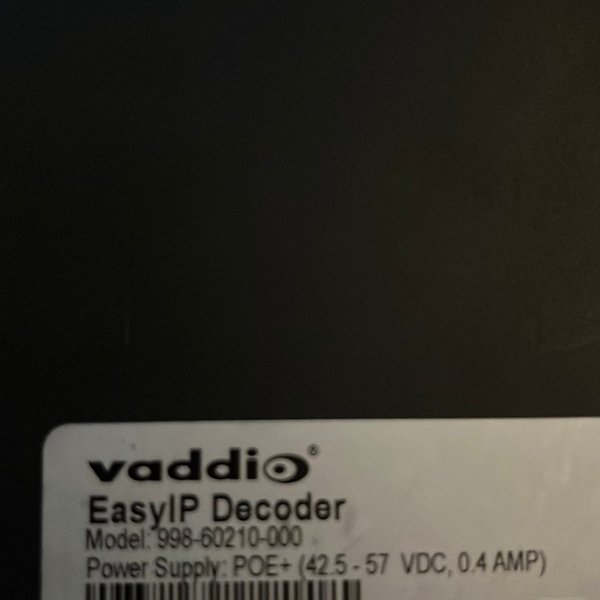 vaddio®
EasyIP Decoder
Model: 998-60210-000
Power Supply: POE+ (42.5 - 57 VDC, 0.4 AMP)